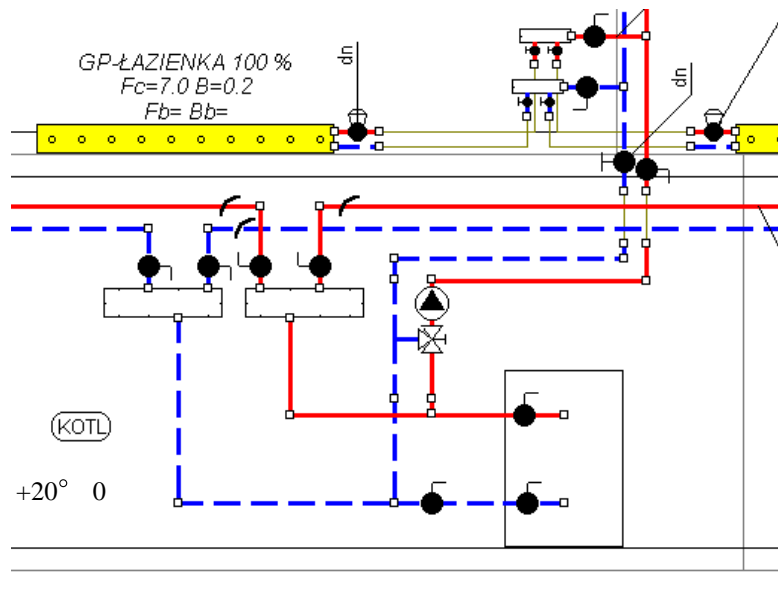 GP-ŁAZIENKA 100 %
Fc=7.0 B=0.2
Fb= Bb=
dn
dn
KOTL
+20° 0